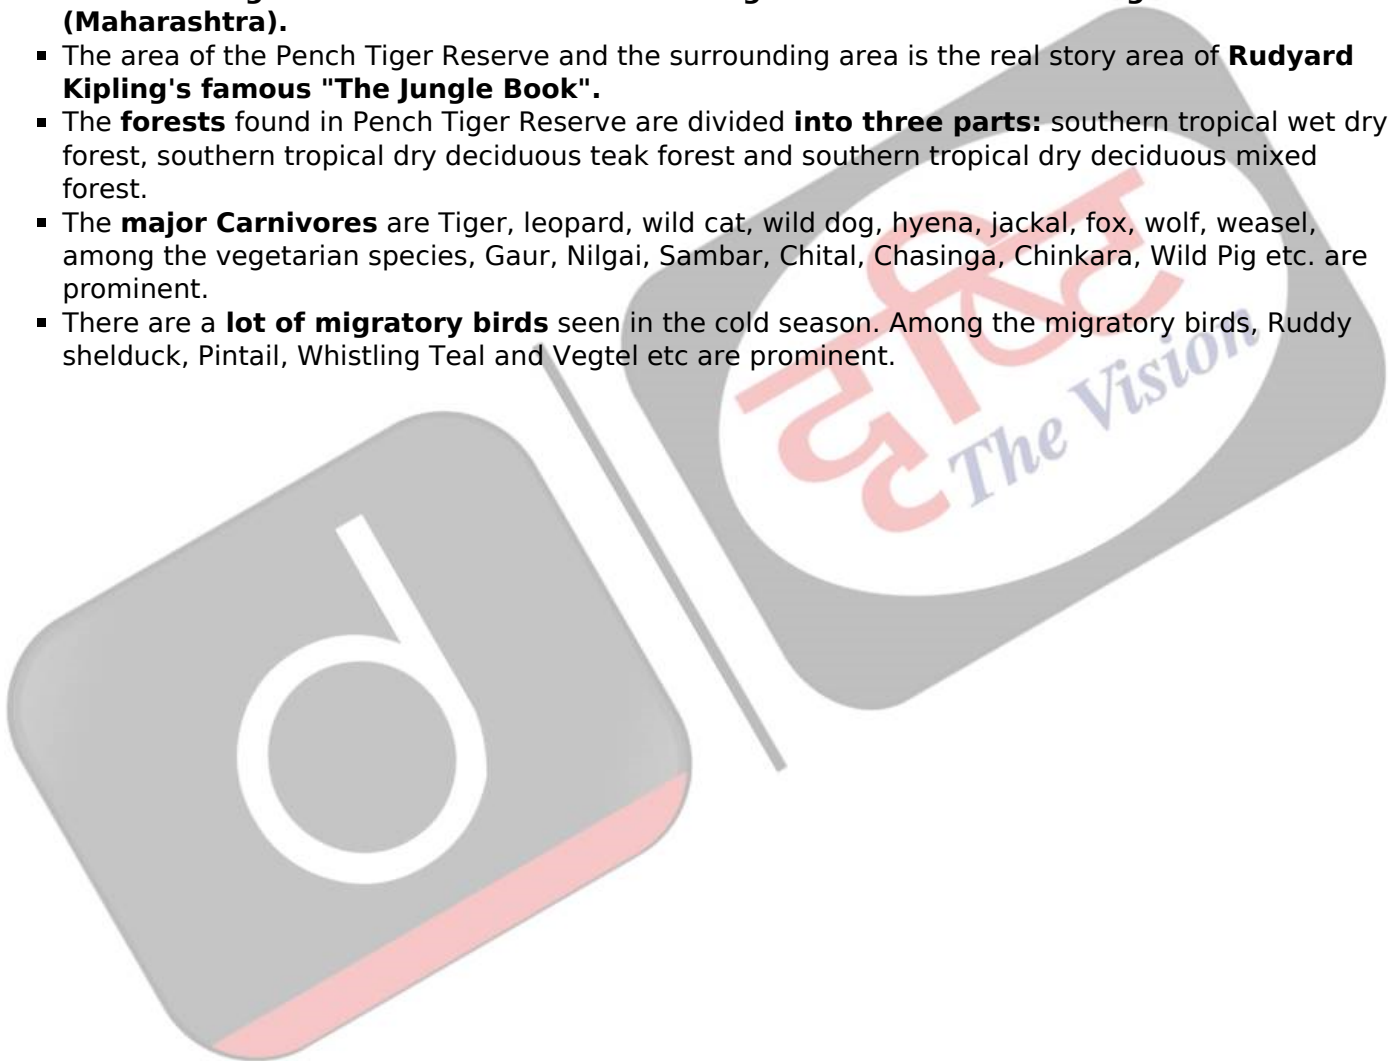 (Maharashtra).
▪ The area of the Pench Tiger Reserve and the surrounding area is the real story area of Rudyard
Kipling's famous "The Jungle Book".
▪ The forests found in Pench Tiger Reserve are divided into three parts: southern tropical wet dry
forest, southern tropical dry deciduous teak forest and southern tropical dry deciduous mixed
forest.
▪ The major Carnivores are Tiger, leopard, wild cat, wild dog, hyena, jackal, fox, wolf, weasel,
among the vegetarian species, Gaur, Nilgai, Sambar, Chital, Chasinga, Chinkara, Wild Pig etc. are
prominent.
▪ There are a lot of migratory birds seen in the cold season. Among the migratory birds, Ruddy
shelduck, Pintail, Whistling Teal and Vegtel etc are prominent.
दृष्टि
The Vision
d